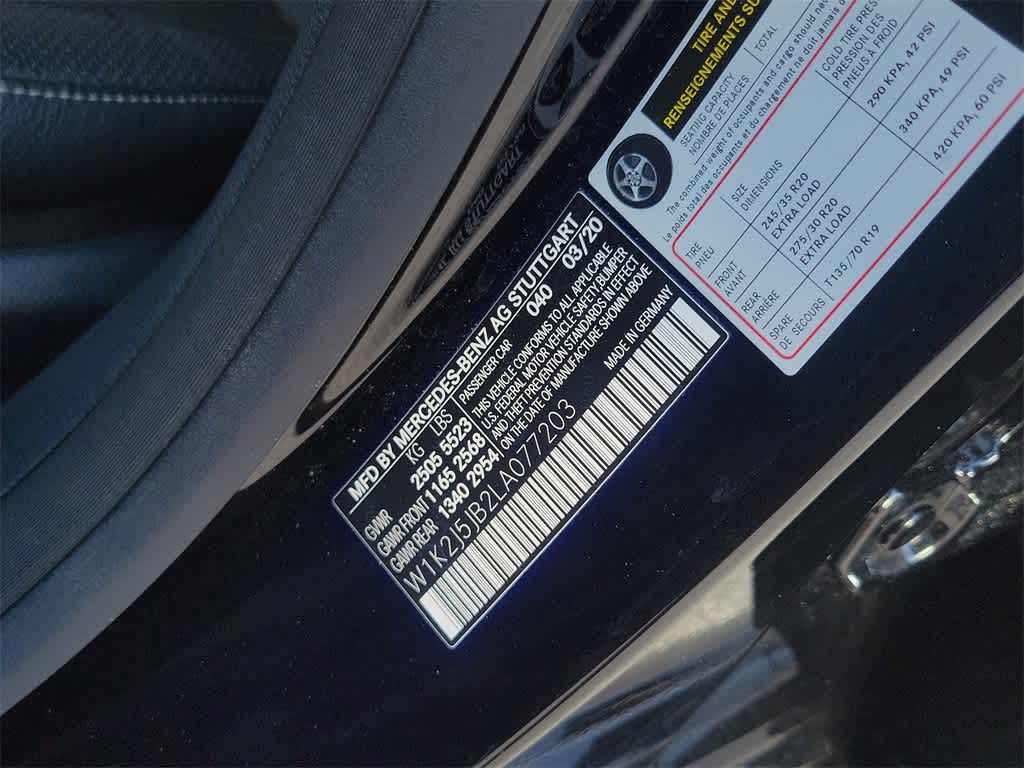 MFD BY MERCEDES-BENZ AG STUTTGART
KG LBS 040 03/20
GVWR 2505 5523
GAWR FRONT 1165 2568
GAWR REAR 1340 2954
PASSENGER CAR
THIS VEHICLE CONFORMS TO ALL APPLICABLE
U.S. FEDERAL MOTOR VEHICLE SAFETY BUMPER
AND THEFT PREVENTION STANDARDS IN EFFECT
ON THE DATE OF MANUFACTURE SHOWN ABOVE
MADE IN GERMANY
W1K2J5JB2LA077203
TIRE AND
RENSEIGNEMENTS SU
SEATING CAPACITY TOTAL
NOMBRE DE PLACES
The combined weight of occupants and cargo should nev
Le poids total des occupants et du chargement ne doit jamais
TIRE SIZE COLD TIRE PRES
PNEU DIMENSIONS PRESSION DES
PNEUS À FROID
FRONT 245/35 R20 290 KPA, 42 PSI
AVANT EXTRA LOAD
REAR 275/30 R20 340 KPA, 49 PSI
ARRIÈRE EXTRA LOAD
SPARE T135/70 R19 420 KPA, 60 PSI
DE SECOURS